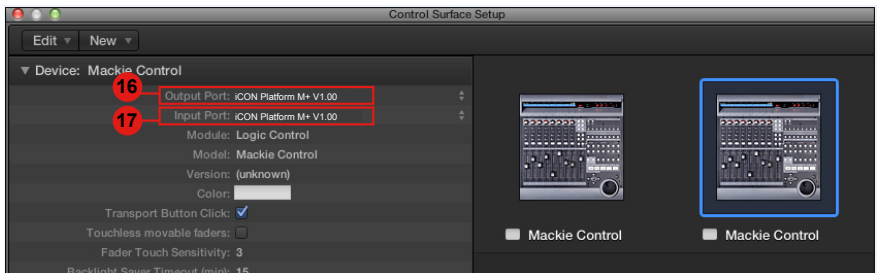 Control Surface Setup
Edit New
Device: Mackie Control
16
Output Port: iCON Platform M+ V1.00
17
Input Port: iCON Platform M+ V1.00
Module: Logic Control
Model: Mackie Control
Version: (unknown)
Color:
Transport Button Click:
Touchless movable faders:
Fader Touch Sensitivity: 3
Backlight Saver Timeout (min): 15
Mackie Control
Mackie Control